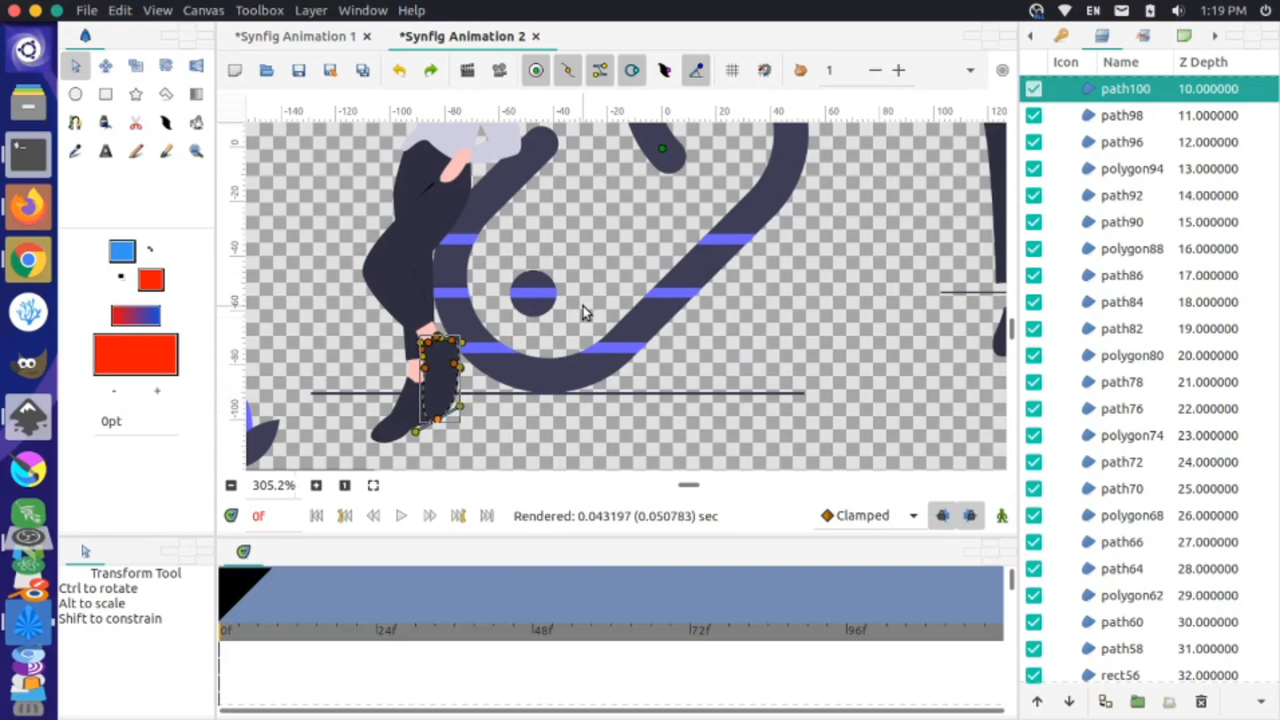 File Edit View Canvas Toolbox Layer Window Help
EN 1:19 PM
*Synfig Animation 1 *Synfig Animation 2
Icon Name Z Depth
1
-140 -120 -100 -80 -60 -40 -20 0 20 40 60 80 100 120
0
-20
-40
-60
-80
-100
path100 10.000000
path98 11.000000
path96 12.000000
polygon94 13.000000
path92 14.000000
path90 15.000000
polygon88 16.000000
path86 17.000000
path84 18.000000
path82 19.000000
polygon80 20.000000
path78 21.000000
path76 22.000000
polygon74 23.000000
path72 24.000000
path70 25.000000
polygon68 26.000000
path66 27.000000
path64 28.000000
polygon62 29.000000
path60 30.000000
path58 31.000000
rect56 32.000000
- +
0pt
305.2%
0f Rendered: 0.043197 (0.050783) sec Clamped
Transform Tool
Ctrl to rotate
Alt to scale
Shift to constrain
0f 24f 48f 72f 96f